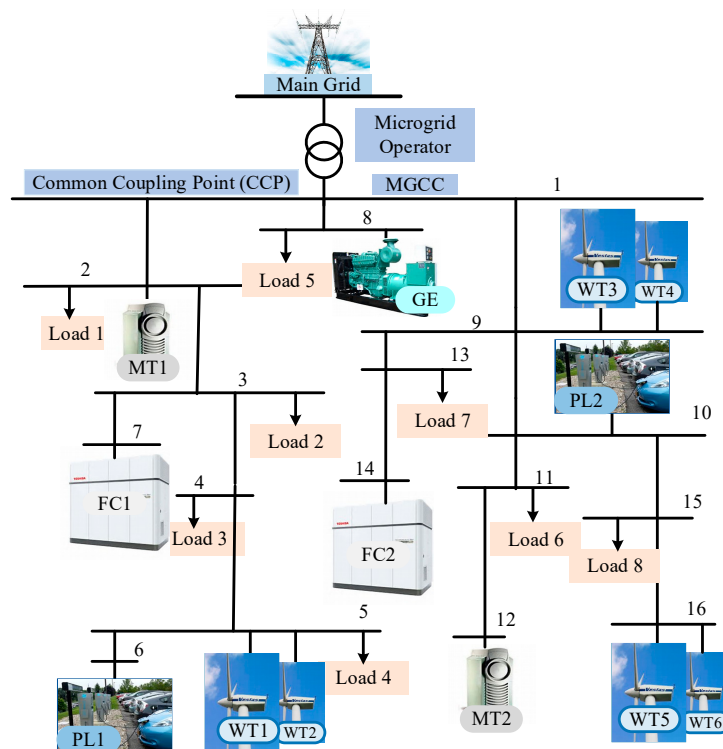 Main Grid
Microgrid
Operator
Common Coupling Point (CCP)
MGCC
1
8
2
Load 5
GE
WT3
WT4
Load 1
MT1
9
13
3
PL2
Load 7
Load 2
10
7
4
14
11
FC1
15
Load 3
FC2
Load 6
Load 8
5
12
16
6
Load 4
WT1
WT2
MT2
WT5
WT6
PL1